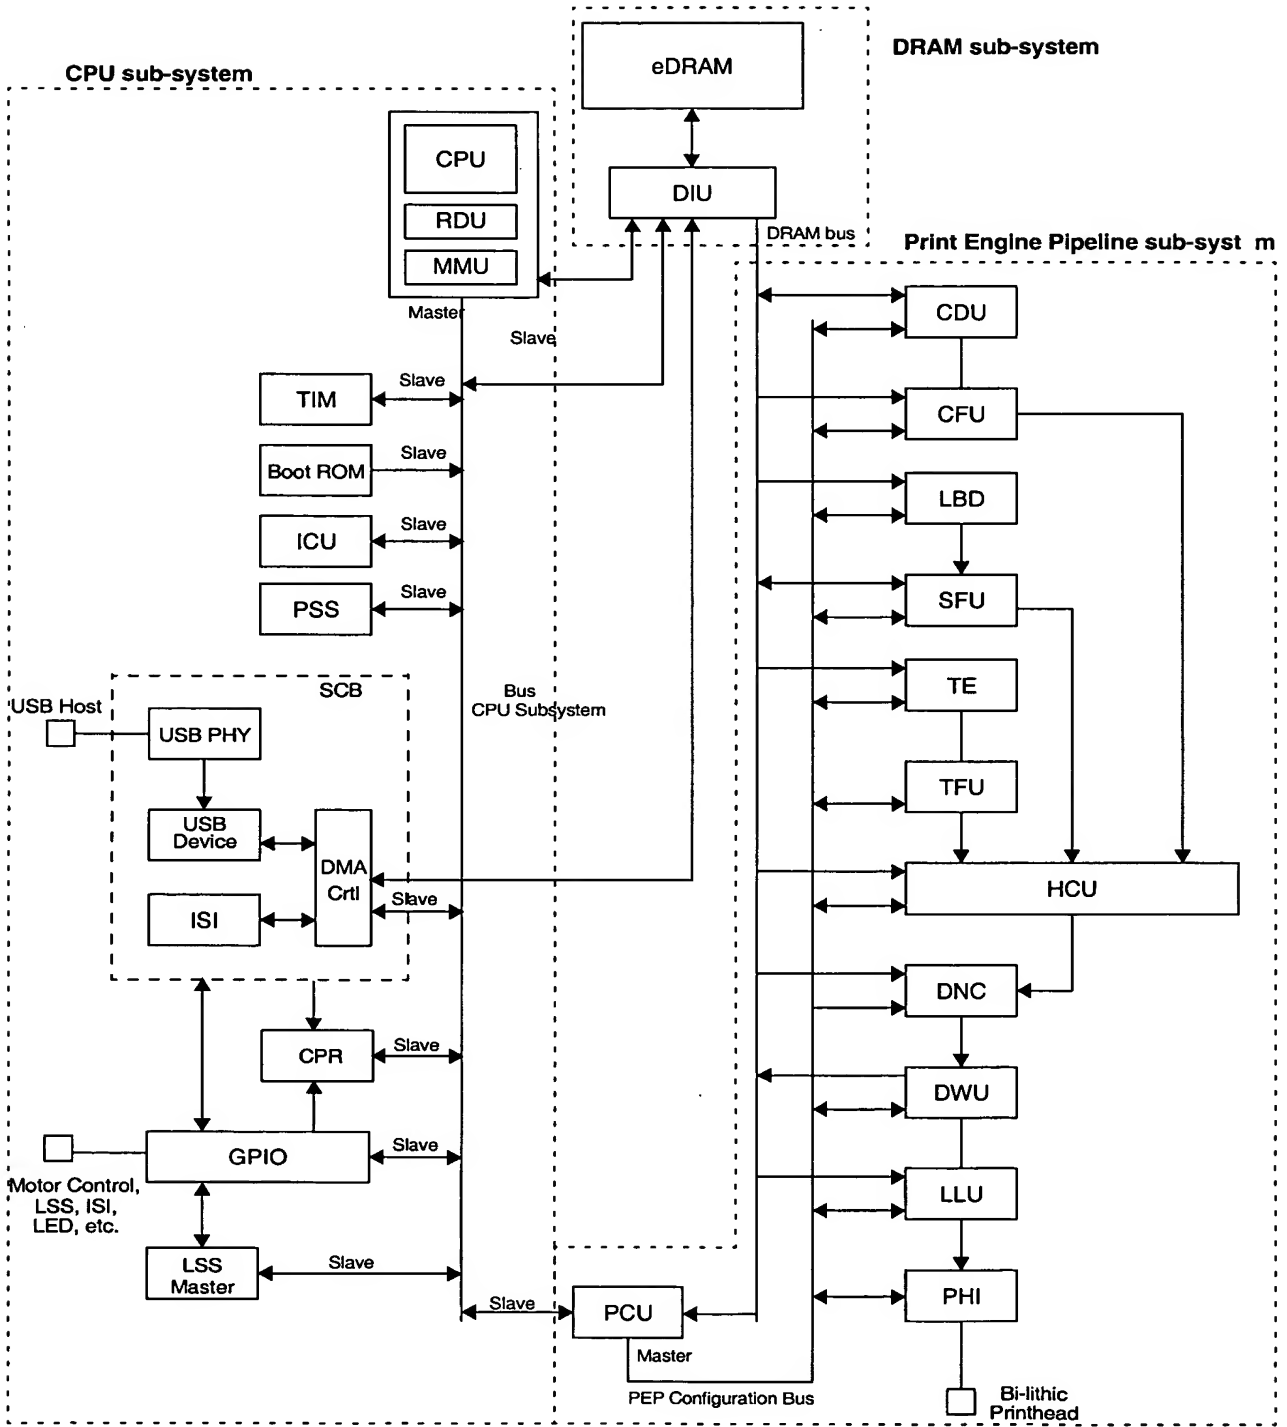 DRAM sub-system
CPU sub-system
eDRAM
CPU
RDU
MMU
DIU
DRAM bus
Print Engine Pipeline sub-syst m
Master
Slave
CDU
TIM
Slave
CFU
Boot ROM
Slave
LBD
ICU
Slave
PSS
Slave
SFU
SCB
USB Host
USB PHY
Bus
CPU Subsystem
TE
TFU
USB
Device
DMA
Crtl
Slave
ISI
HCU
DNC
CPR
Slave
DWU
GPIO
Slave
Motor Control,
LSS, ISI,
LED, etc.
LLU
LSS
Master
Slave
Slave
PCU
PHI
Master
PEP Configuration Bus
Bi-lithic
Printhead